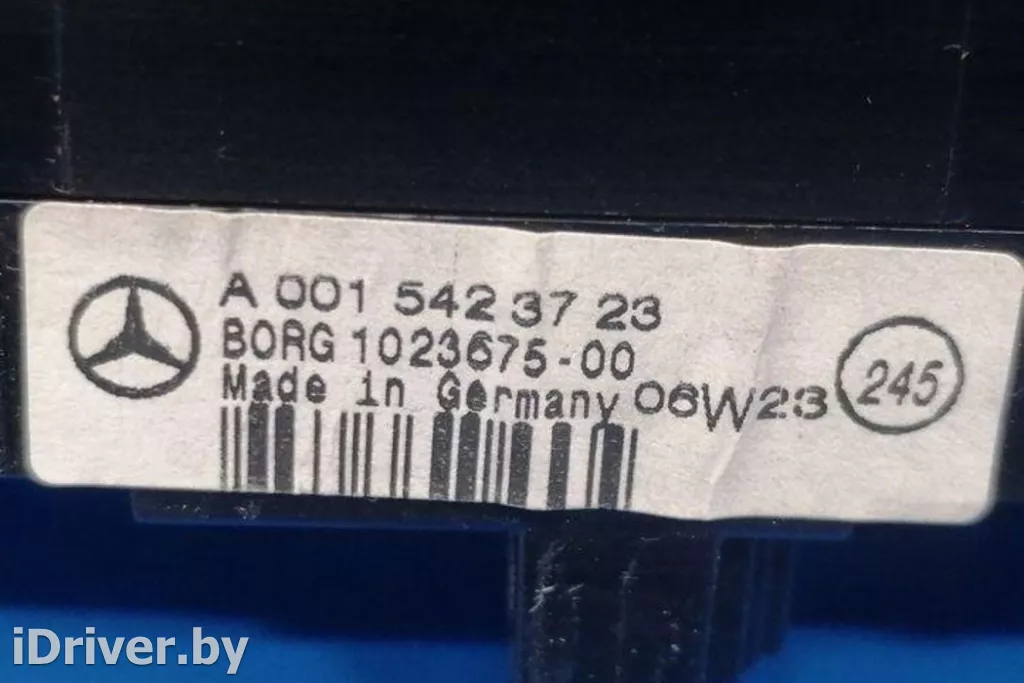 A 001 542 37 23
BORG 1023675-00
Made in Germany 06W23
245
iDriver.by